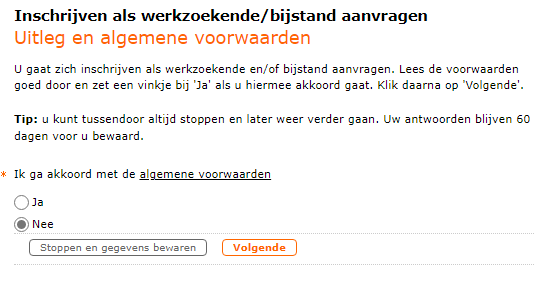 Inschrijven als werkzoekende/bijstand aanvragen
Uitleg en algemene voorwaarden
U gaat zich inschrijven als werkzoekende en/of bijstand aanvragen. Lees de voorwaarden
goed door en zet een vinkje bij 'Ja' als u hiermee akkoord gaat. Klik daarna op 'Volgende'.
Tip: u kunt tussendoor altijd stoppen en later weer verder gaan. Uw antwoorden blijven 60
dagen voor u bewaard.
* Ik ga akkoord met de algemene voorwaarden
Ja
Nee
Stoppen en gegevens bewaren Volgende